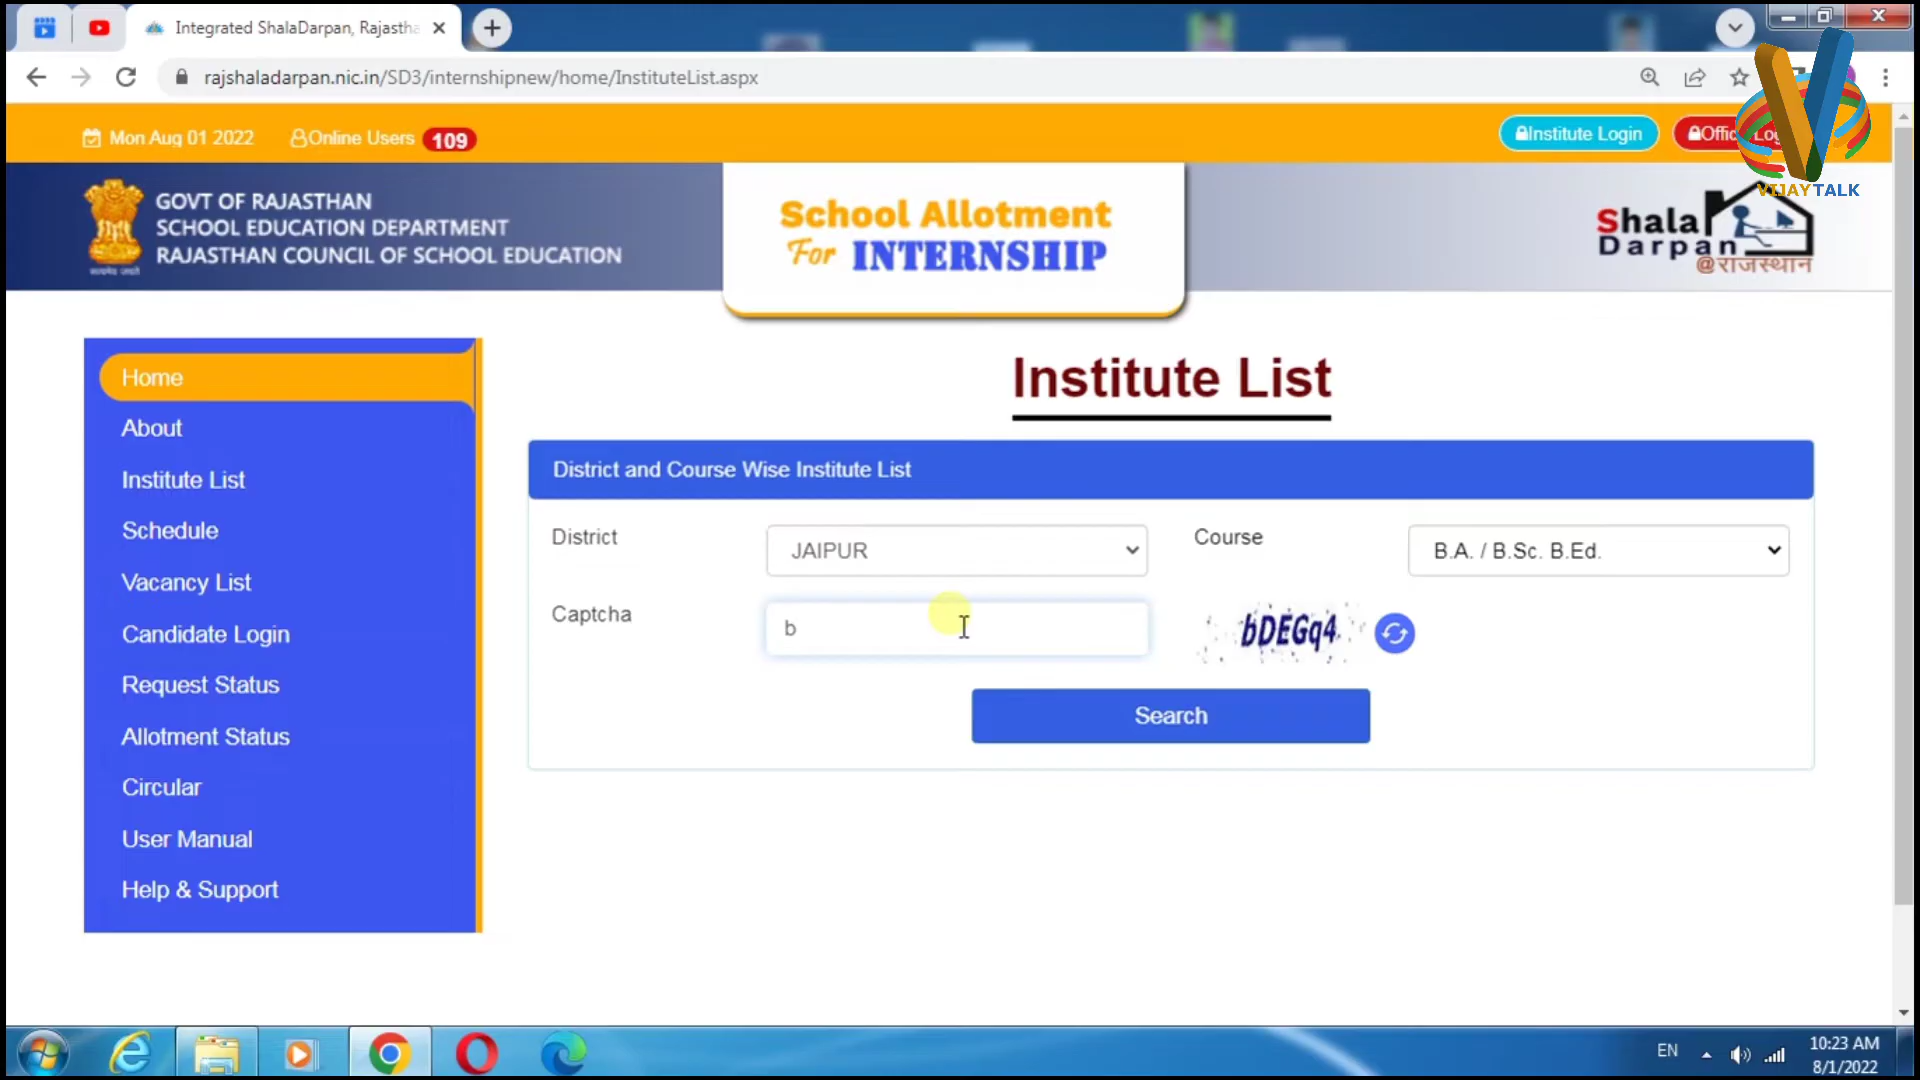 Integrated ShalaDarpan, Rajastha
rajshaladarpan.nic.in/SD3/internshipnew/home/InstituteList.aspx
Mon Aug 01 2022
Online Users 109
Institute Login
VIJAYTALK
GOVT OF RAJASTHAN
SCHOOL EDUCATION DEPARTMENT
RAJASTHAN COUNCIL OF SCHOOL EDUCATION
School Allotment
For INTERNSHIP
Shala
Darpan
@राजस्थान
Home
About
Institute List
Schedule
Vacancy List
Candidate Login
Request Status
Allotment Status
Circular
User Manual
Help & Support
Institute List
District and Course Wise Institute List
District
JAIPUR
Course
B.A. / B.Sc. B.Ed.
Captcha
b
bDEGq4
Search
EN
10:23 AM
8/1/2022